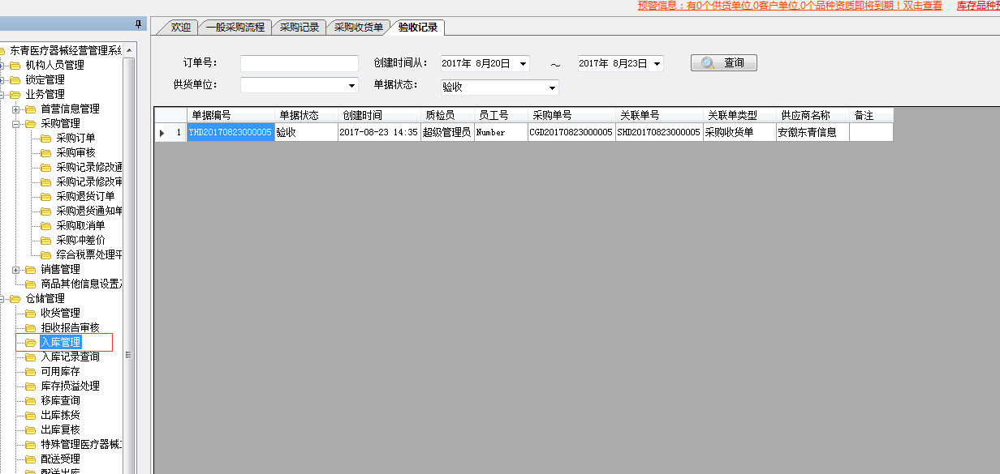 预警信息：有0个供货单位,0客户单位,0个品种资质即将到期！双击查看 库存品种预
欢迎 一般采购流程 采购记录 采购收货单 验收记录
东青医疗器械经营管理系统
机构人员管理
锁定管理
业务管理
首营信息管理
采购管理
采购订单
采购审核
采购记录修改通
采购记录修改审
采购退货订单
采购退货通知单
采购取消单
采购冲差价
综合税票处理平
销售管理
商品其他信息设置
仓储管理
收货管理
拒收报告审核
入库管理
入库记录查询
可用库存
库存损溢处理
移库查询
出库拣货
出库复核
特殊管理医疗器械
配送受理
配送出库
订单号： 创建时间从： 2017年 8月20日 ～ 2017年 8月23日 查询
供货单位： 单据状态： 验收
单据编号 单据状态 创建时间 质检员 员工号 采购单号 关联单号 关联单类型 供应商名称 备注
1 YHD20170823000005 验收 2017-08-23 14:35 超级管理员 Number CGD20170823000005 SHD20170823000005 采购收货单 安徽东青信息